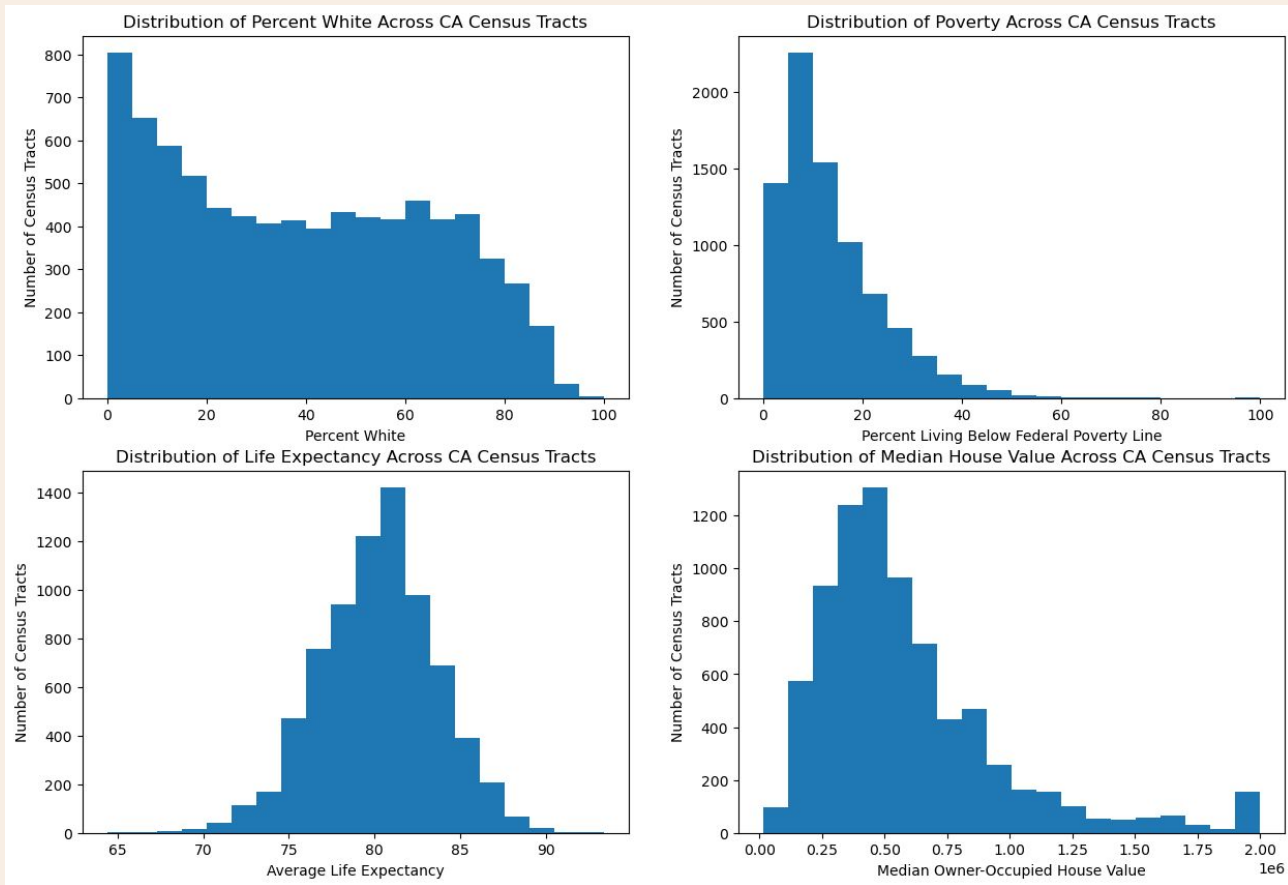 Distribution of Percent White Across CA Census Tracts
Number of Census Tracts
800
700
600
500
400
300
200
100
0
0 20 40 60 80 100
Percent White
Distribution of Poverty Across CA Census Tracts
Number of Census Tracts
2000
1500
1000
500
0
0 20 40 60 80 100
Percent Living Below Federal Poverty Line
Distribution of Life Expectancy Across CA Census Tracts
Number of Census Tracts
1400
1200
1000
800
600
400
200
0
65 70 75 80 85 90
Average Life Expectancy
Distribution of Median House Value Across CA Census Tracts
Number of Census Tracts
1200
1000
800
600
400
200
0
0.00 0.25 0.50 0.75 1.00 1.25 1.50 1.75 2.00
1e6
Median Owner-Occupied House Value